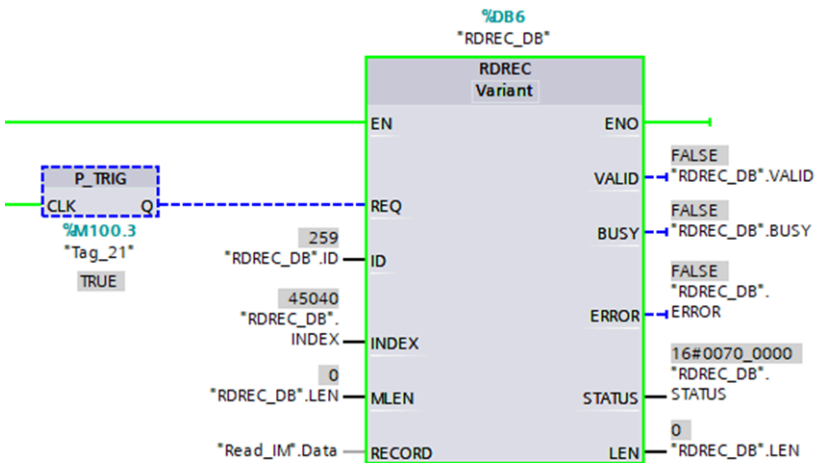 %DB6
"RDREC_DB"
RDREC
Variant
EN
ENO
FALSE
VALID
"RDREC_DB".VALID
P_TRIG
CLK
Q
REQ
FALSE
BUSY
"RDREC_DB".BUSY
%M100.3
"Tag_21"
TRUE
259
"RDREC_DB".ID
ID
FALSE
"RDREC_DB".
ERROR
ERROR
45040
"RDREC_DB".
INDEX
INDEX
16#0070_0000
"RDREC_DB".
STATUS
STATUS
0
"RDREC_DB".LEN
MLEN
0
"Read_IM".Data
RECORD
LEN
"RDREC_DB".LEN